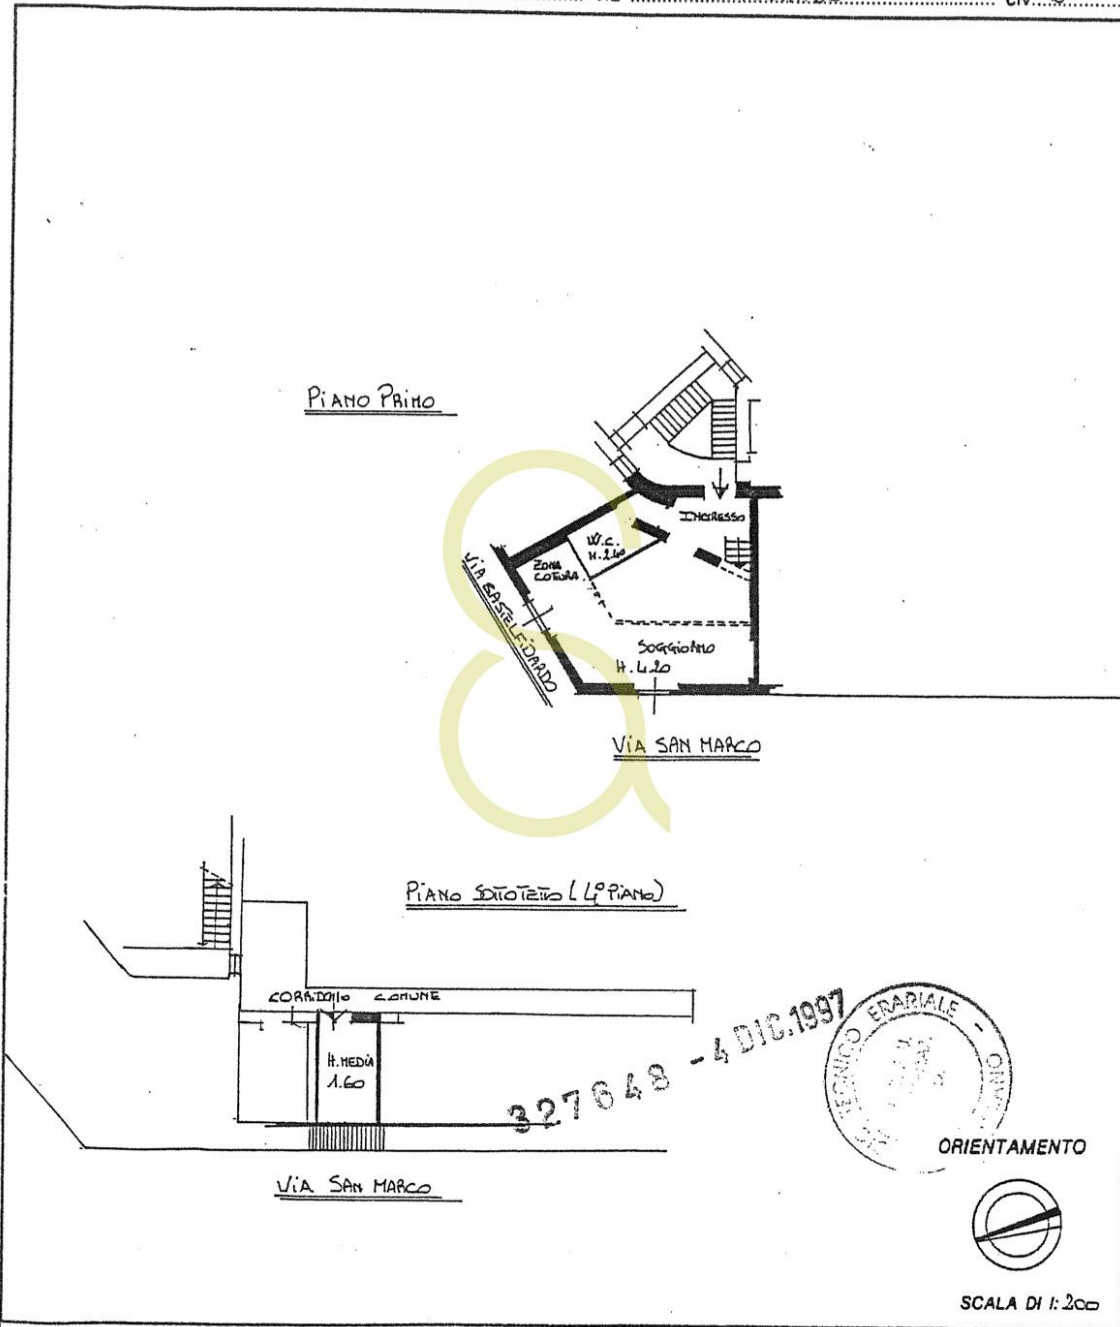 CIV.
PIANO PRIMO
INGRESSO
W.C.
H. 2.40
ZONA
COTTURA
VIA CASTELFIDARDO
SOGGIORNO
H. 4.20
VIA SAN MARCO
PIANO SOTTOTETTO (4° PIANO)
CORRIDOIO COMUNE
H. MEDIA
1.60
327648 - 4 DIC. 1997
TECNICO ERARIALE -
ORIENTAMENTO
VIA SAN MARCO
SCALA DI 1: 200